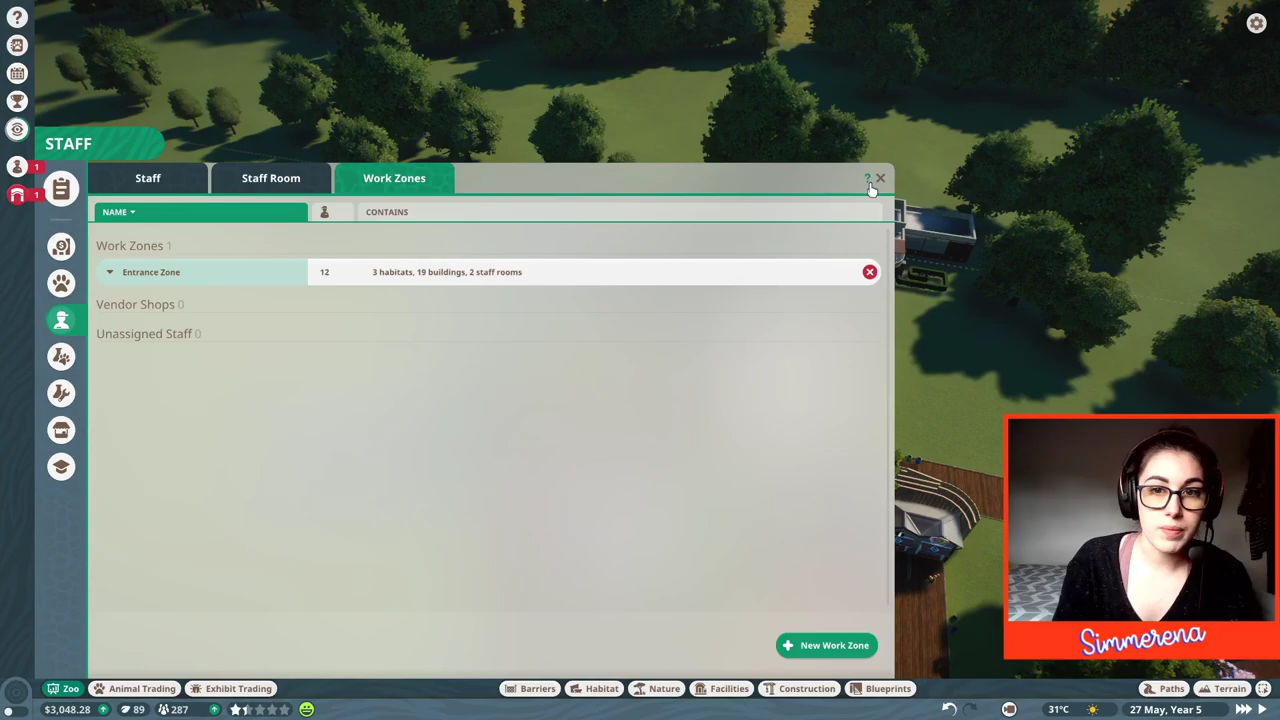 STAFF
Staff
Staff Room
Work Zones
?
1
1
NAME
CONTAINS
Work Zones 1
Entrance Zone
12
3 habitats, 19 buildings, 2 staff rooms
Vendor Shops 0
Unassigned Staff 0
+ New Work Zone
Simmerena
Zoo
Animal Trading
Exhibit Trading
Barriers
Habitat
Nature
Facilities
Construction
Blueprints
Paths
Terrain
$3,048.28
89
287
31°C
27 May, Year 5